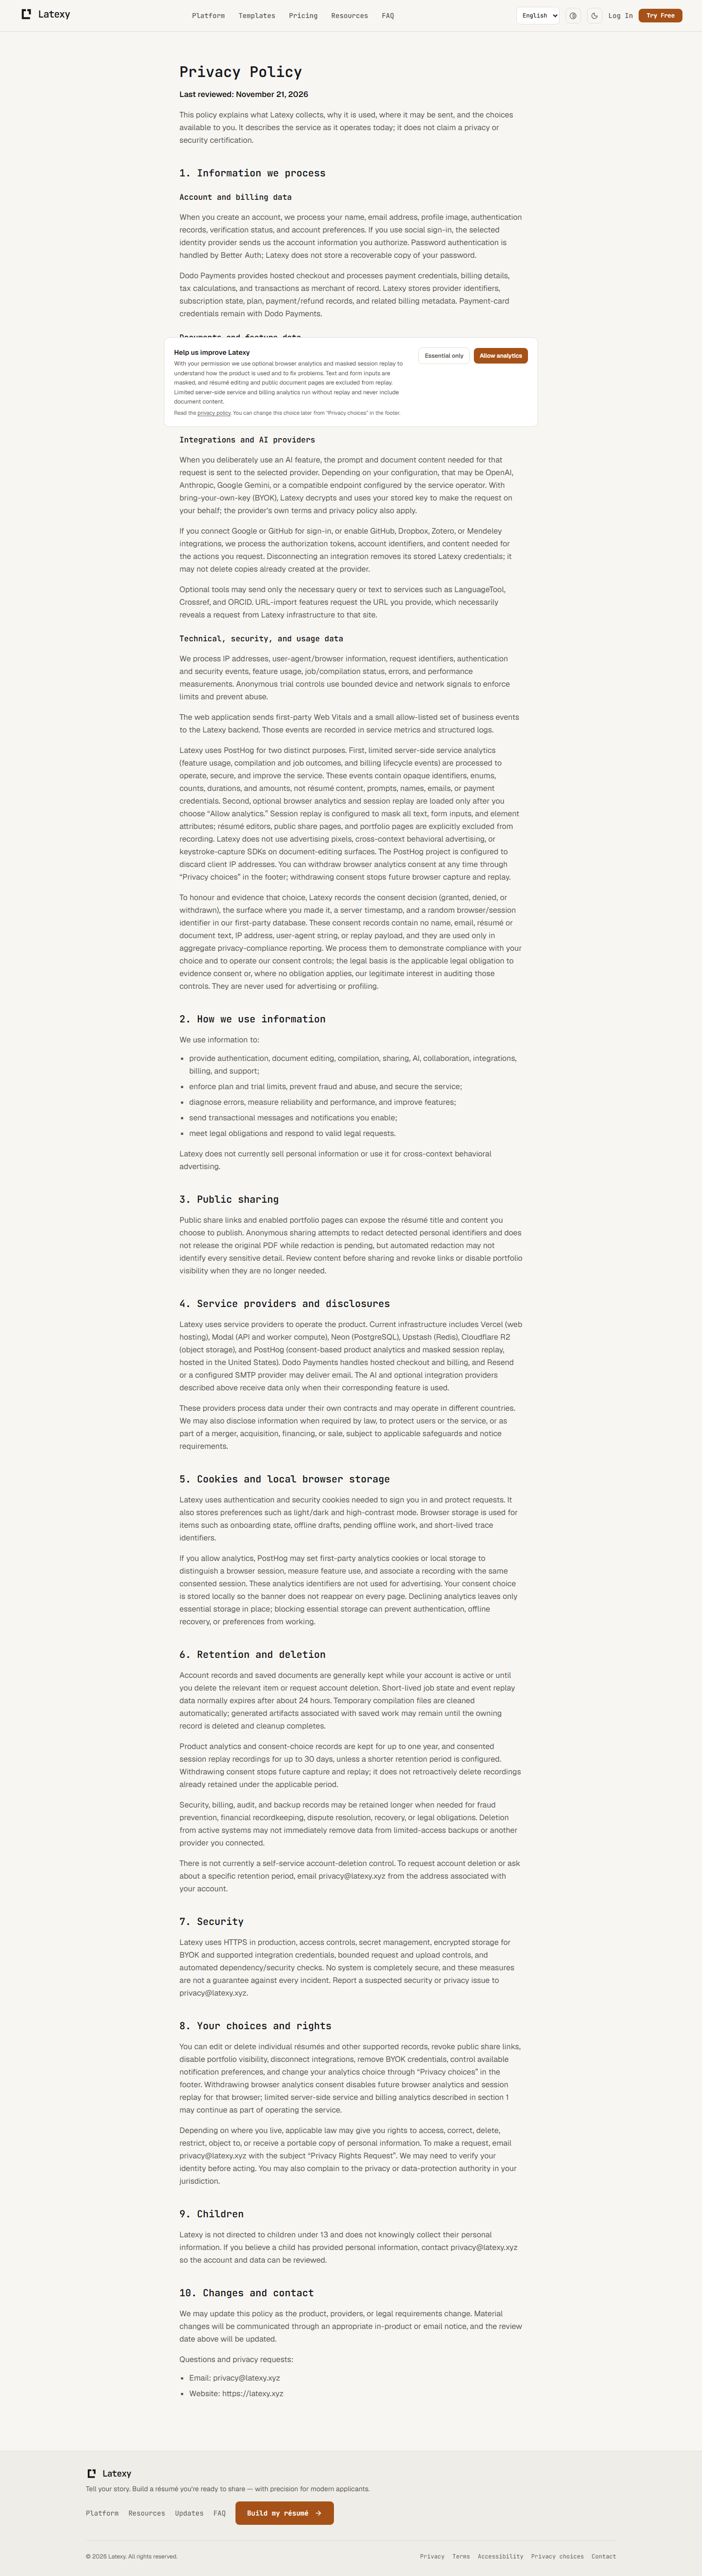 Latexy
Platform Templates Pricing Resources FAQ
English
Log In
Try Free
Privacy Policy
Last reviewed: November 21, 2026
This policy explains what Latexy collects, why it is used, where it may be sent, and the choices
available to you. It describes the service as it operates today; it does not claim a privacy or
security certification.
1. Information we process
Account and billing data
When you create an account, we process your name, email address, profile image, authentication
records, verification status, and account preferences. If you use social sign-in, the selected
identity provider sends us the account information you authorize. Password authentication is
handled by Better Auth; Latexy does not store a recoverable copy of your password.
Dodo Payments provides hosted checkout and processes payment credentials, billing details,
tax calculations, and transactions as merchant of record. Latexy stores provider identifiers,
subscription state, plan, payment/refund records, and related billing metadata. Payment-card
credentials remain with Dodo Payments.
Documents and feature data
Help us improve Latexy
With your permission we use optional browser analytics and masked session replay to
understand how the product is used and to fix problems. Text and form inputs are
masked, and résumé editing and public document pages are excluded from replay.
Limited server-side service and billing analytics run without replay and never include
document content.
Read the privacy policy. You can change this choice later from “Privacy choices” in the footer.
Essential only
Allow analytics
Integrations and AI providers
When you deliberately use an AI feature, the prompt and document content needed for that
request is sent to the selected provider. Depending on your configuration, that may be OpenAI,
Anthropic, Google Gemini, or a compatible endpoint configured by the service operator. With
bring-your-own-key (BYOK), Latexy decrypts and uses your stored key to make the request on
your behalf; the provider's own terms and privacy policy also apply.
If you connect Google or GitHub for sign-in, or enable GitHub, Dropbox, Zotero, or Mendeley
integrations, we process the authorization tokens, account identifiers, and content needed for
the actions you request. Disconnecting an integration removes its stored Latexy credentials; it
may not delete copies already created at the provider.
Optional tools may send only the necessary query or text to services such as LanguageTool,
Crossref, and ORCID. URL-import features request the URL you provide, which necessarily
reveals a request from Latexy infrastructure to that site.
Technical, security, and usage data
We process IP addresses, user-agent/browser information, request identifiers, authentication
and security events, feature usage, job/compilation status, errors, and performance
measurements. Anonymous trial controls use bounded device and network signals to enforce
limits and prevent abuse.
The web application sends first-party Web Vitals and a small allow-listed set of business events
to the Latexy backend. Those events are recorded in service metrics and structured logs.
Latexy uses PostHog for two distinct purposes. First, limited server-side service analytics
(feature usage, compilation and job outcomes, and billing lifecycle events) are processed to
operate, secure, and improve the service. These events contain opaque identifiers, enums,
counts, durations, and amounts, not résumé content, prompts, names, emails, or payment
credentials. Second, optional browser analytics and session replay are loaded only after you
choose “Allow analytics.” Session replay is configured to mask all text, form inputs, and element
attributes; résumé editors, public share pages, and portfolio pages are explicitly excluded from
recording. Latexy does not use advertising pixels, cross-context behavioral advertising, or
keystroke-capture SDKs on document-editing surfaces. The PostHog project is configured to
discard client IP addresses. You can withdraw browser analytics consent at any time through
“Privacy choices” in the footer; withdrawing consent stops future browser capture and replay.
To honour and evidence that choice, Latexy records the consent decision (granted, denied, or
withdrawn), the surface where you made it, a server timestamp, and a random browser/session
identifier in our first-party database. These consent records contain no name, email, résumé or
document text, IP address, user-agent string, or replay payload, and they are used only in
aggregate privacy-compliance reporting. We process them to demonstrate compliance with your
choice and to operate our consent controls; the legal basis is the applicable legal obligation to
evidence consent or, where no obligation applies, our legitimate interest in auditing those
controls. They are never used for advertising or profiling.
2. How we use information
We use information to:
• provide authentication, document editing, compilation, sharing, AI, collaboration, integrations,
billing, and support;
• enforce plan and trial limits, prevent fraud and abuse, and secure the service;
• diagnose errors, measure reliability and performance, and improve features;
• send transactional messages and notifications you enable;
• meet legal obligations and respond to valid legal requests.
Latexy does not currently sell personal information or use it for cross-context behavioral
advertising.
3. Public sharing
Public share links and enabled portfolio pages can expose the résumé title and content you
choose to publish. Anonymous sharing attempts to redact detected personal identifiers and does
not release the original PDF while redaction is pending, but automated redaction may not
identify every sensitive detail. Review content before sharing and revoke links or disable portfolio
visibility when they are no longer needed.
4. Service providers and disclosures
Latexy uses service providers to operate the product. Current infrastructure includes Vercel (web
hosting), Modal (API and worker compute), Neon (PostgreSQL), Upstash (Redis), Cloudflare R2
(object storage), and PostHog (consent-based product analytics and masked session replay,
hosted in the United States). Dodo Payments handles hosted checkout and billing, and Resend
or a configured SMTP provider may deliver email. The AI and optional integration providers
described above receive data only when their corresponding feature is used.
These providers process data under their own contracts and may operate in different countries.
We may also disclose information when required by law, to protect users or the service, or as
part of a merger, acquisition, financing, or sale, subject to applicable safeguards and notice
requirements.
5. Cookies and local browser storage
Latexy uses authentication and security cookies needed to sign you in and protect requests. It
also stores preferences such as light/dark and high-contrast mode. Browser storage is used for
items such as onboarding state, offline drafts, pending offline work, and short-lived trace
identifiers.
If you allow analytics, PostHog may set first-party analytics cookies or local storage to
distinguish a browser session, measure feature use, and associate a recording with the same
consented session. These analytics identifiers are not used for advertising. Your consent choice
is stored locally so the banner does not reappear on every page. Declining analytics leaves only
essential storage in place; blocking essential storage can prevent authentication, offline
recovery, or preferences from working.
6. Retention and deletion
Account records and saved documents are generally kept while your account is active or until
you delete the relevant item or request account deletion. Short-lived job state and event replay
data normally expires after about 24 hours. Temporary compilation files are cleaned
automatically; generated artifacts associated with saved work may remain until the owning
record is deleted and cleanup completes.
Product analytics and consent-choice records are kept for up to one year, and consented
session replay recordings for up to 30 days, unless a shorter retention period is configured.
Withdrawing consent stops future capture and replay; it does not retroactively delete recordings
already retained under the applicable period.
Security, billing, audit, and backup records may be retained longer when needed for fraud
prevention, financial recordkeeping, dispute resolution, recovery, or legal obligations. Deletion
from active systems may not immediately remove data from limited-access backups or another
provider you connected.
There is not currently a self-service account-deletion control. To request account deletion or ask
about a specific retention period, email privacy@latexy.xyz from the address associated with
your account.
7. Security
Latexy uses HTTPS in production, access controls, secret management, encrypted storage for
BYOK and supported integration credentials, bounded request and upload controls, and
automated dependency/security checks. No system is completely secure, and these measures
are not a guarantee against every incident. Report a suspected security or privacy issue to
privacy@latexy.xyz.
8. Your choices and rights
You can edit or delete individual résumés and other supported records, revoke public share links,
disable portfolio visibility, disconnect integrations, remove BYOK credentials, control available
notification preferences, and change your analytics choice through “Privacy choices” in the
footer. Withdrawing browser analytics consent disables future browser analytics and session
replay for that browser; limited server-side service and billing analytics described in section 1
may continue as part of operating the service.
Depending on where you live, applicable law may give you rights to access, correct, delete,
restrict, object to, or receive a portable copy of personal information. To make a request, email
privacy@latexy.xyz with the subject “Privacy Rights Request”. We may need to verify your
identity before acting. You may also complain to the privacy or data-protection authority in your
jurisdiction.
9. Children
Latexy is not directed to children under 13 and does not knowingly collect their personal
information. If you believe a child has provided personal information, contact privacy@latexy.xyz
so the account and data can be reviewed.
10. Changes and contact
We may update this policy as the product, providers, or legal requirements change. Material
changes will be communicated through an appropriate in-product or email notice, and the review
date above will be updated.
Questions and privacy requests:
• Email: privacy@latexy.xyz
• Website: https://latexy.xyz
Latexy
Tell your story. Build a résumé you're ready to share — with precision for modern applicants.
Platform Resources Updates FAQ
Build my résumé →
© 2026 Latexy. All rights reserved.
Privacy Terms Accessibility Privacy choices Contact